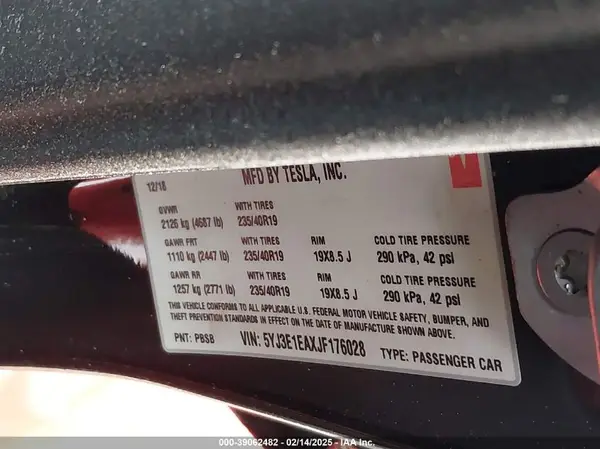 12/18 MFD BY TESLA, INC.
GVWR WITH TIRES
2126 kg (4687 lb) 235/40R19
GAWR FRT WITH TIRES RIM COLD TIRE PRESSURE
1110 kg (2447 lb) 235/40R19 19X8.5 J 290 kPa, 42 psi
GAWR RR WITH TIRES RIM COLD TIRE PRESSURE
1257 kg (2771 lb) 235/40R19 19X8.5 J 290 kPa, 42 psi
THIS VEHICLE CONFORMS TO ALL APPLICABLE U.S. FEDERAL MOTOR VEHICLE SAFETY, BUMPER, AND
THEFT PREVENTION STANDARDS IN EFFECT ON THE DATE OF MANUFACTURE SHOWN ABOVE.
PNT: PBSB VIN: 5YJ3E1EAXJF176028 TYPE: PASSENGER CAR
000-39062482 - 02/14/2025 - IAA Inc.